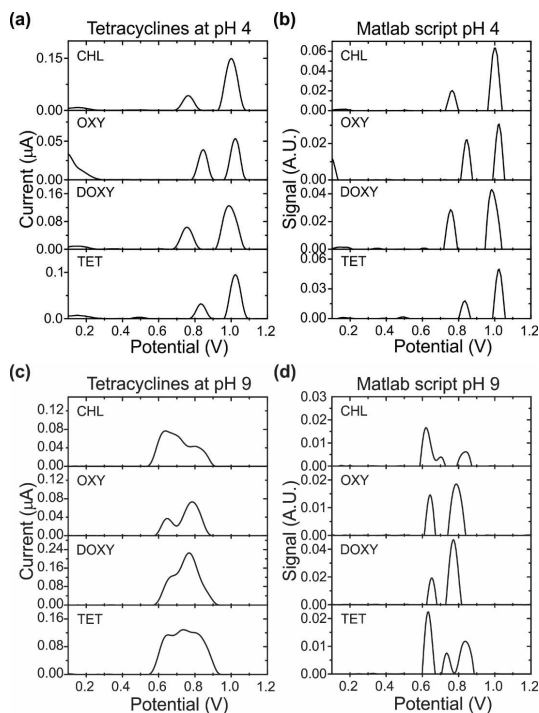 (a) Tetracyclines at pH 4
CHL
0.15
0.00
OXY
0.05
0.00
DOXY
0.15
0.00
TET
0.1
0.0
Current (μA)
0.2 0.4 0.6 0.8 1.0 1.2
Potential (V)
(b) Matlab script pH 4
CHL
0.06
0.04
0.02
0.00
OXY
0.02
0.00
DOXY
0.04
0.02
0.00
TET
0.06
0.03
0.00
Signal (A.U.)
0.2 0.4 0.6 0.8 1.0 1.2
Potential (V)
(c) Tetracyclines at pH 9
CHL
0.12
0.08
0.04
0.00
OXY
0.12
0.08
0.04
0.00
DOXY
0.24
0.16
0.08
0.00
TET
0.16
0.08
0.00
Current (μA)
0.2 0.4 0.6 0.8 1.0 1.2
Potential (V)
(d) Matlab script pH 9
CHL
0.03
0.02
0.01
0.00
OXY
0.02
0.01
0.00
DOXY
0.04
0.02
0.00
TET
0.02
0.01
0.00
Signal (A.U.)
0.2 0.4 0.6 0.8 1.0 1.2
Potential (V)